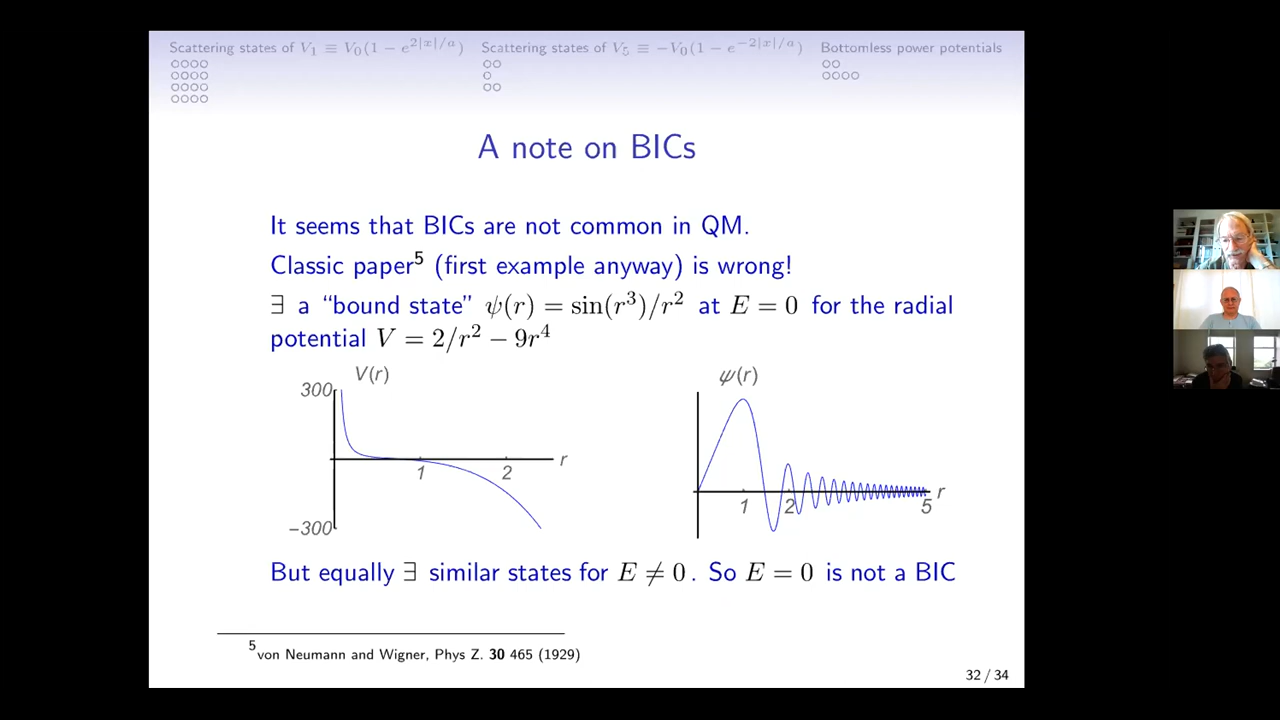 Scattering states of V₁ ≡ V₀(1 − e^{2|x|/a})
Scattering states of V₅ ≡ −V₀(1 − e^{−2|x|/a})
Bottomless power potentials
A note on BICs
It seems that BICs are not common in QM.
Classic paper⁵ (first example anyway) is wrong!
∃ a “bound state” ψ(r) = sin(r³)/r² at E = 0 for the radial
potential V = 2/r² − 9r⁴
V(r)
300
r
1
2
−300
ψ(r)
r
1
2
5
But equally ∃ similar states for E ≠ 0. So E = 0 is not a BIC
⁵von Neumann and Wigner, Phys Z. 30 465 (1929)
32 / 34